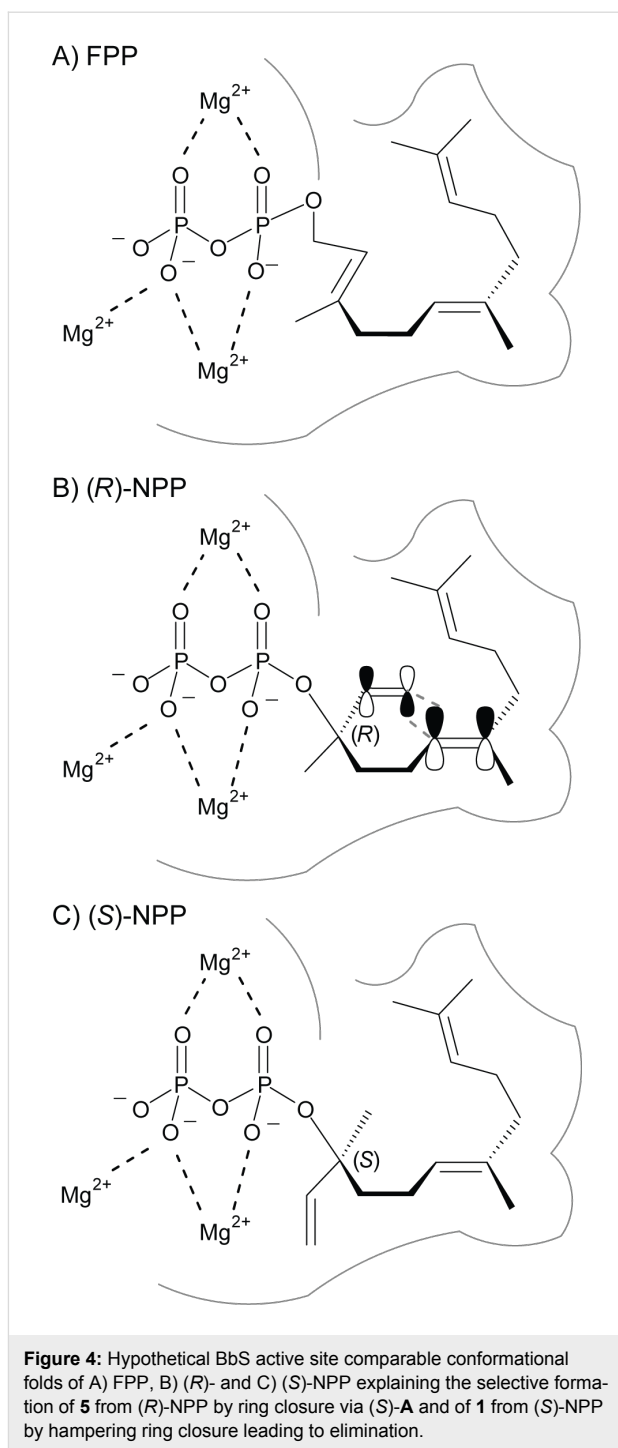 A) FPP
Mg2+
O O O
P P
− O O O− O−
Mg2+
Mg2+
B) (R)-NPP
Mg2+
O O
P P
− O O O
O− O−
(R)
Mg2+
Mg2+
C) (S)-NPP
Mg2+
O O
P P
− O O O
O− O−
(S)
Mg2+
Mg2+
Figure 4: Hypothetical BbS active site comparable conformational
folds of A) FPP, B) (R)- and C) (S)-NPP explaining the selective forma-
tion of 5 from (R)-NPP by ring closure via (S)-A and of 1 from (S)-NPP
by hampering ring closure leading to elimination.